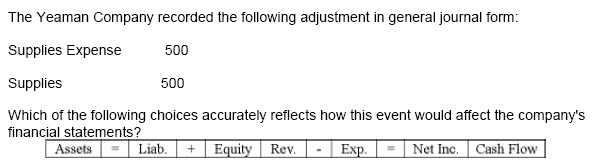 The Yeaman Company recorded the following adjustment in general journal form:
Supplies Expense 500
Supplies 500
Which of the following choices accurately reflects how this event would affect the company's
financial statements?
Assets = Liab. + Equity Rev. - Exp. = Net Inc. Cash Flow